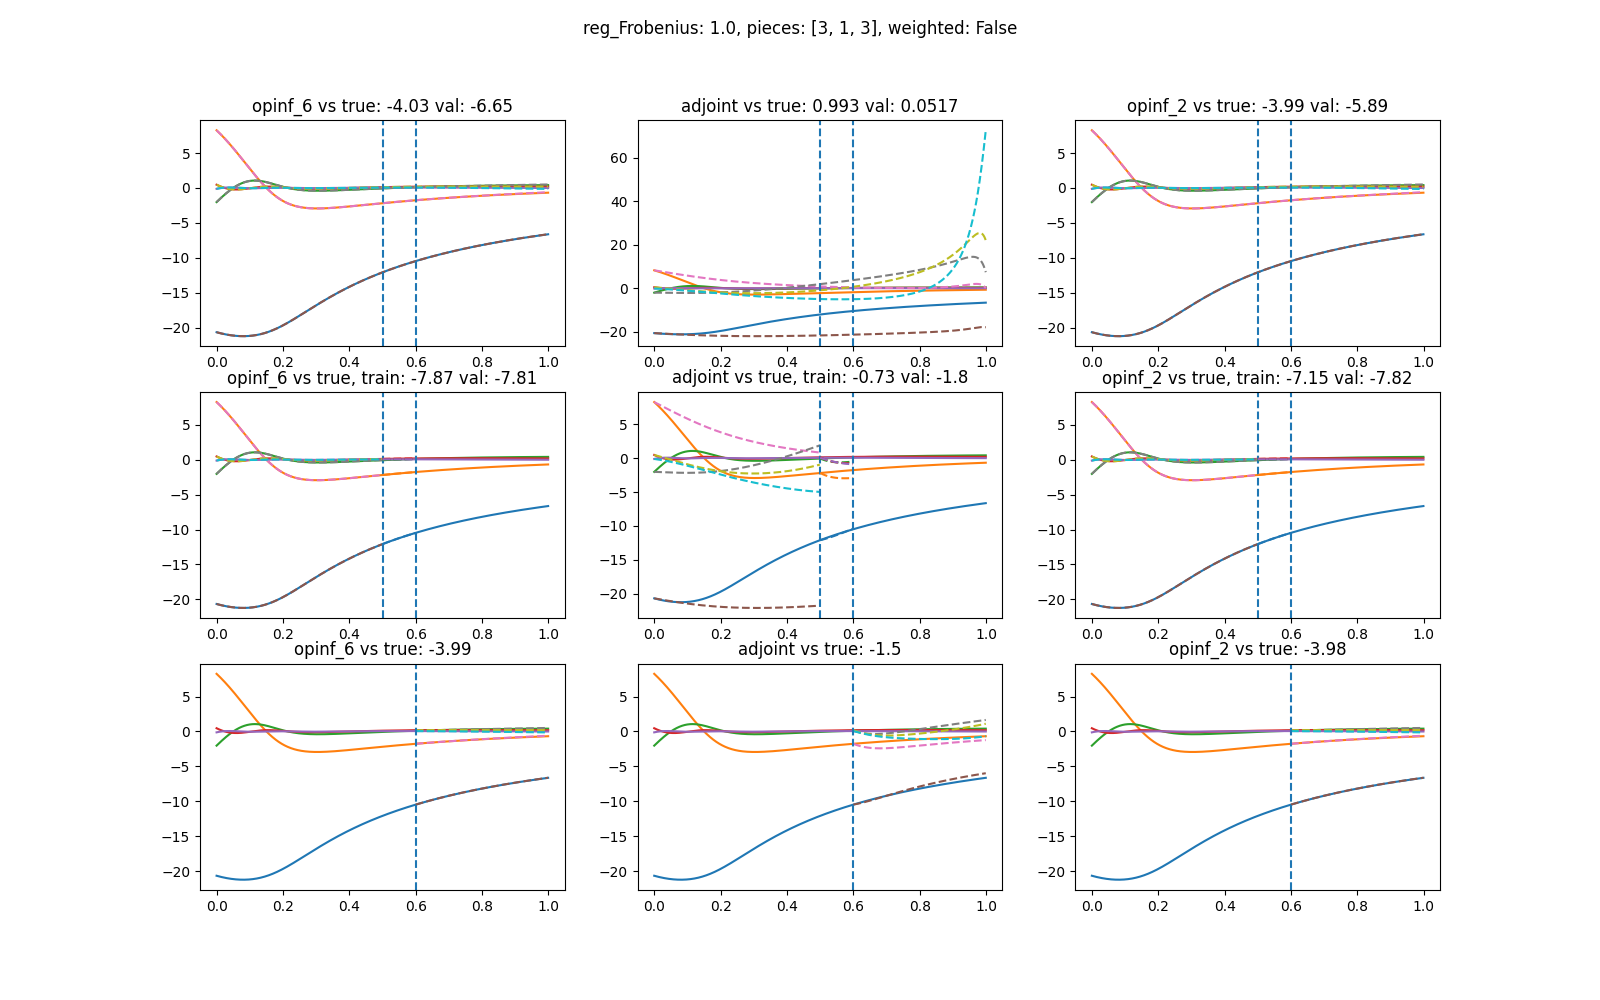 reg_Frobenius: 1.0, pieces: [3, 1, 3], weighted: False
opinf_6 vs true: -4.03 val: -6.65
5
0
−5
−10
−15
−20
0.0 0.2 0.4 0.6 0.8 1.0
adjoint vs true: 0.993 val: 0.0517
60
40
20
0
−20
0.0 0.2 0.4 0.6 0.8 1.0
opinf_2 vs true: -3.99 val: -5.89
5
0
−5
−10
−15
−20
0.0 0.2 0.4 0.6 0.8 1.0
opinf_6 vs true, train: -7.87 val: -7.81
5
0
−5
−10
−15
−20
0.0 0.2 0.4 0.6 0.8 1.0
adjoint vs true, train: -0.73 val: -1.8
5
0
−5
−10
−15
−20
0.0 0.2 0.4 0.6 0.8 1.0
opinf_2 vs true, train: -7.15 val: -7.82
5
0
−5
−10
−15
−20
0.0 0.2 0.4 0.6 0.8 1.0
opinf_6 vs true: -3.99
5
0
−5
−10
−15
−20
0.0 0.2 0.4 0.6 0.8 1.0
adjoint vs true: -1.5
5
0
−5
−10
−15
−20
0.0 0.2 0.4 0.6 0.8 1.0
opinf_2 vs true: -3.98
5
0
−5
−10
−15
−20
0.0 0.2 0.4 0.6 0.8 1.0